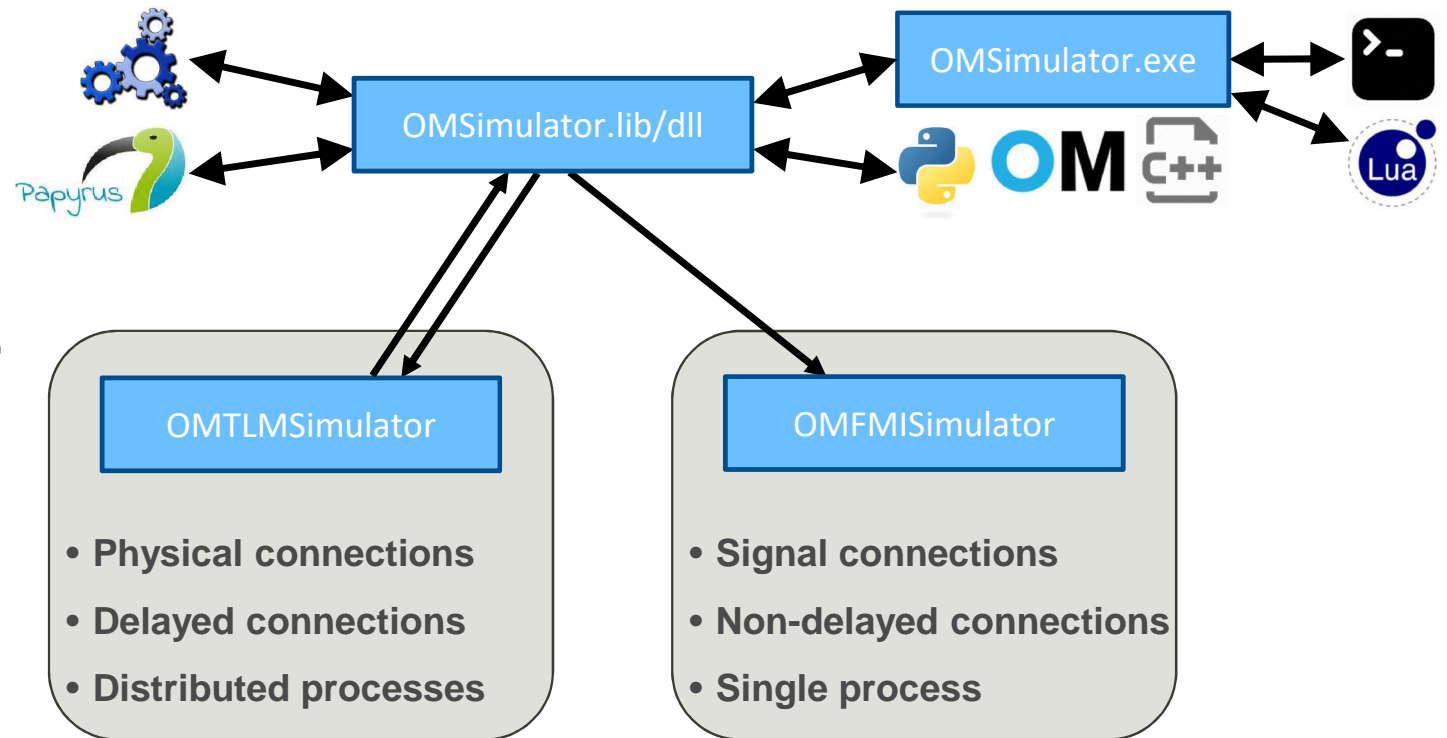 OMSimulator.exe
>_
OMSimulator.lib/dll
Papyrus
OM
C++
Lua
OMTLMSimulator
• Physical connections
• Delayed connections
• Distributed processes
OMFMISimulator
• Signal connections
• Non-delayed connections
• Single process